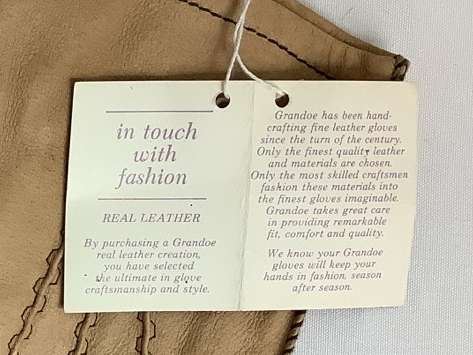 in touch
with
fashion
REAL LEATHER
By purchasing a Grandoe
real leather creation,
you have selected
the ultimate in glove
craftsmanship and style.
Grandoe has been hand-
crafting fine leather gloves
since the turn of the century.
Only the finest quality leather
and materials are chosen.
Only the most skilled craftsmen
fashion these materials into
the finest gloves imaginable.
Grandoe takes great care
in providing remarkable
fit, comfort and quality.
We know your Grandoe
gloves will keep your
hands in fashion, season
after season.